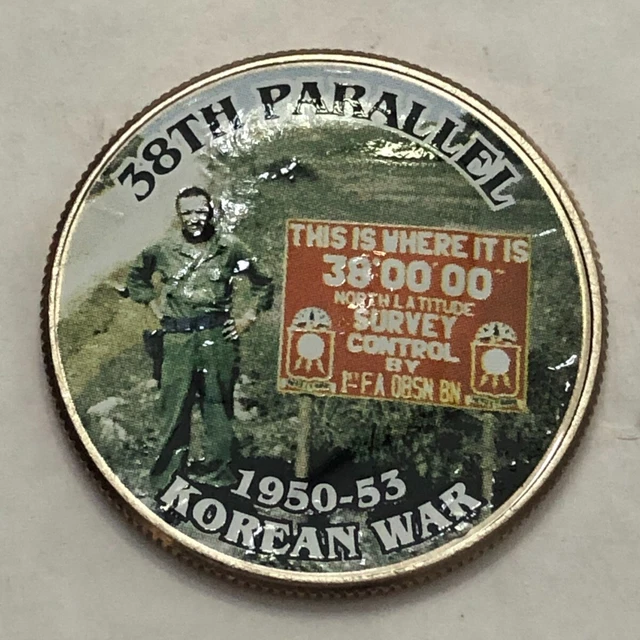 38TH PARALLEL
THIS IS WHERE IT IS
38°00'00"
NORTH LATITUDE
SURVEY
CONTROL
BY
1ST FA OBSN BN
1950-53
KOREAN WAR